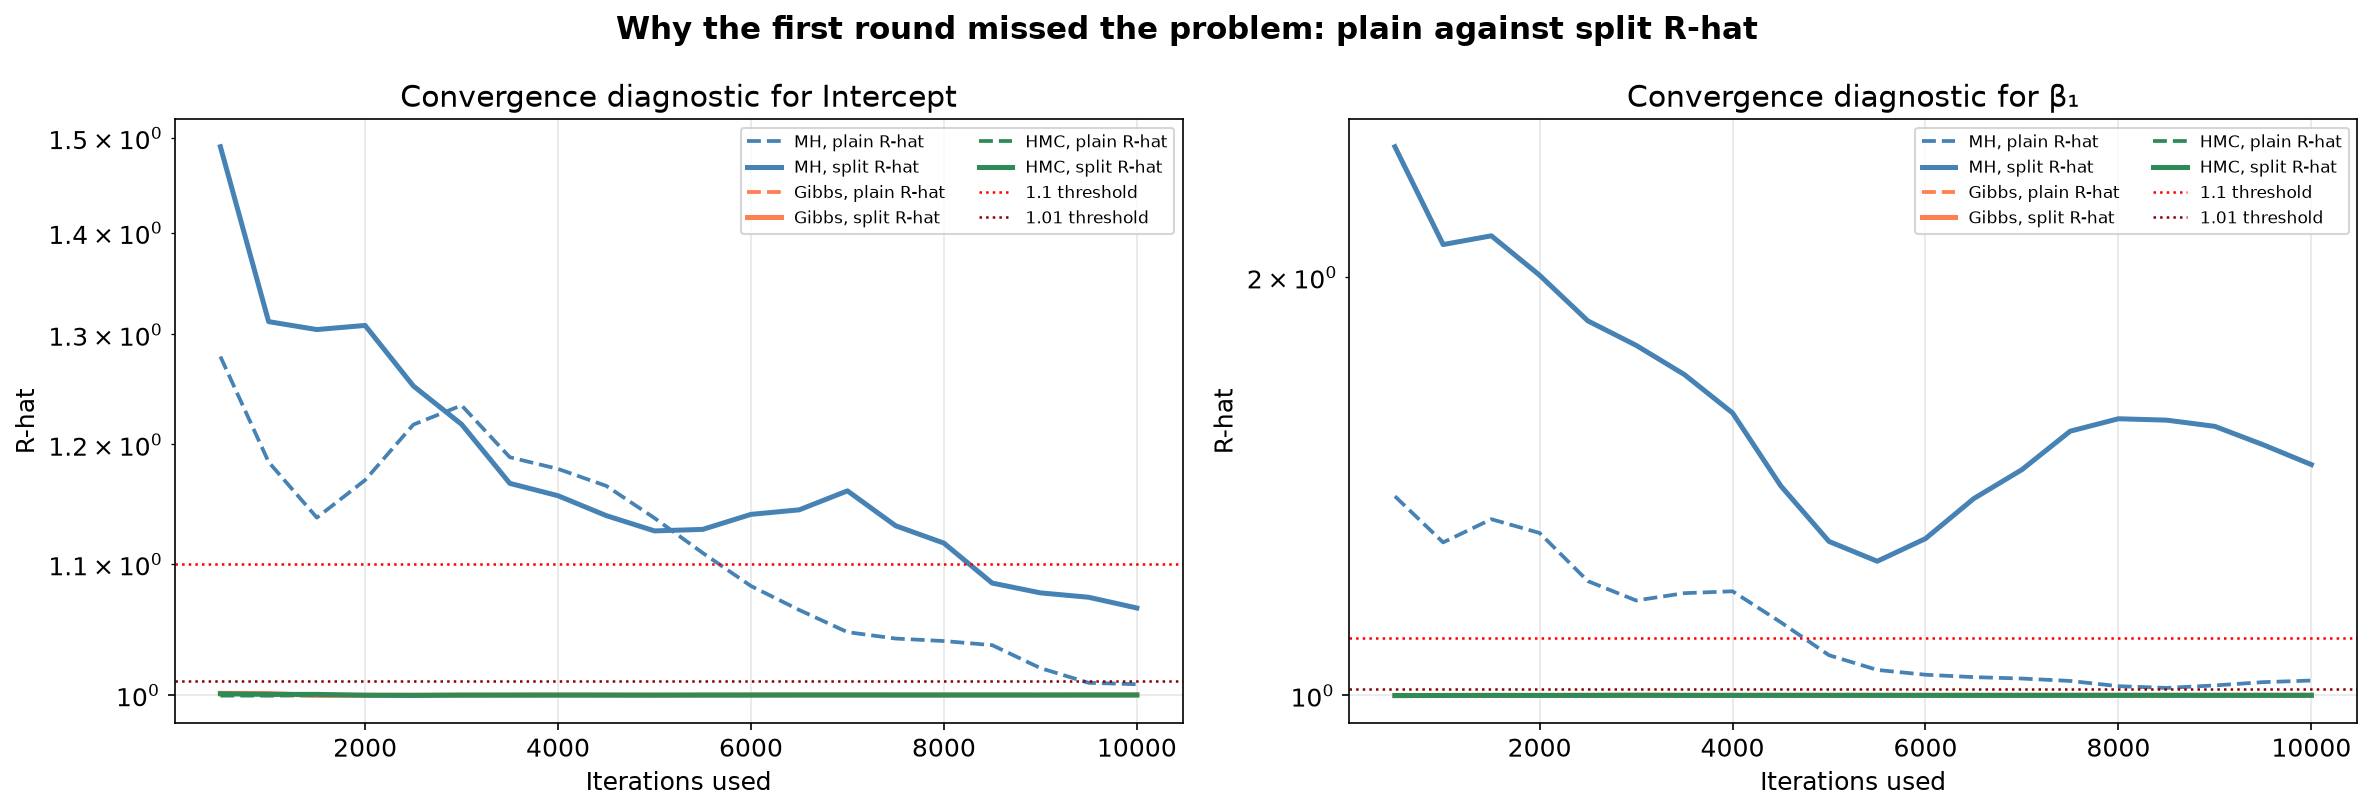 Why the first round missed the problem: plain against split R-hat
Convergence diagnostic for Intercept
MH, plain R-hat
MH, split R-hat
Gibbs, plain R-hat
Gibbs, split R-hat
HMC, plain R-hat
HMC, split R-hat
1.1 threshold
1.01 threshold
1.5 × 10⁰
1.4 × 10⁰
1.3 × 10⁰
1.2 × 10⁰
1.1 × 10⁰
10⁰
R-hat
2000 4000 6000 8000 10000
Iterations used
Convergence diagnostic for β₁
MH, plain R-hat
MH, split R-hat
Gibbs, plain R-hat
Gibbs, split R-hat
HMC, plain R-hat
HMC, split R-hat
1.1 threshold
1.01 threshold
2 × 10⁰
10⁰
R-hat
2000 4000 6000 8000 10000
Iterations used